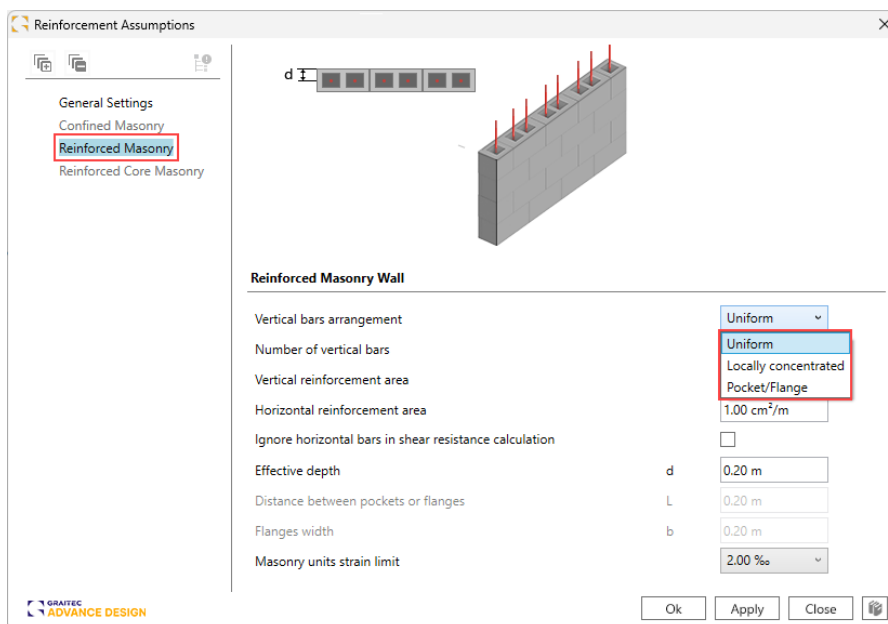 Reinforcement Assumptions
General Settings
Confined Masonry
Reinforced Masonry
Reinforced Core Masonry
d
Reinforced Masonry Wall
Vertical bars arrangement Uniform
Number of vertical bars Uniform
Locally concentrated
Vertical reinforcement area Pocket/Flange
Horizontal reinforcement area 1.00 cm²/m
Ignore horizontal bars in shear resistance calculation
Effective depth d 0.20 m
Distance between pockets or flanges L 0.20 m
Flanges width b 0.20 m
Masonry units strain limit 2.00 ‰
GRAITEC
ADVANCE DESIGN
Ok Apply Close